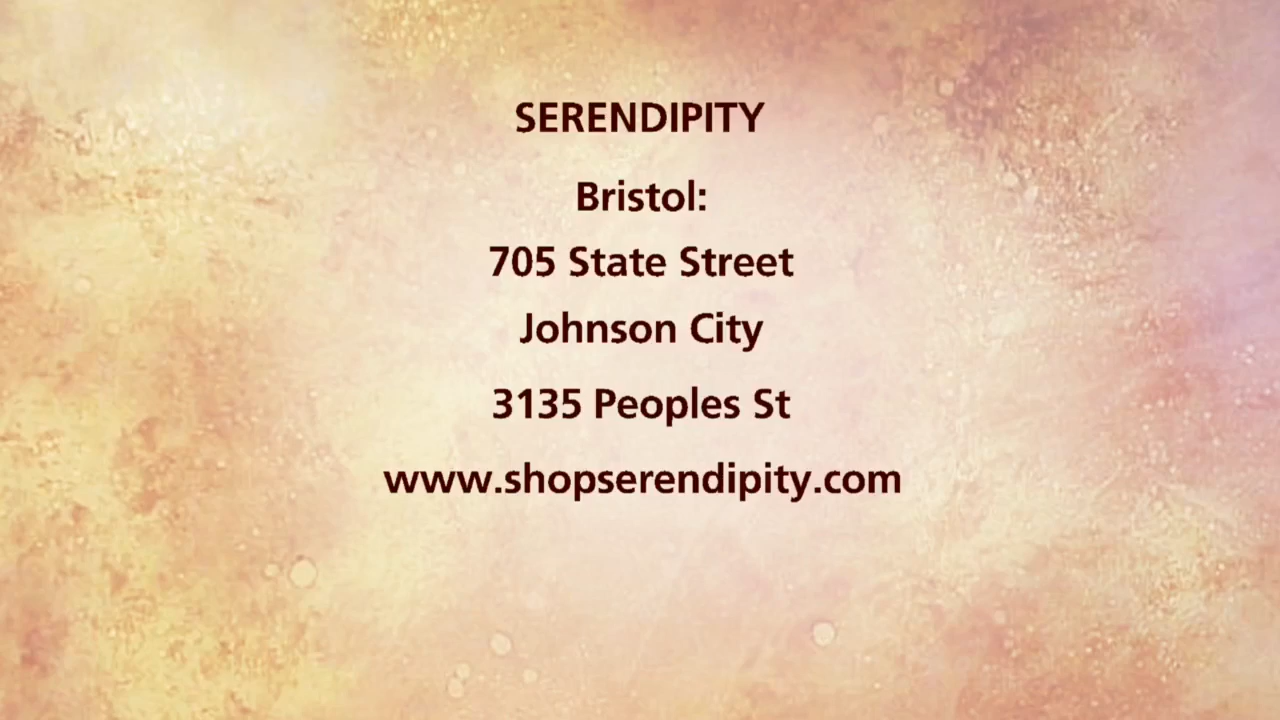 SERENDIPITY
Bristol:
705 State Street
Johnson City
3135 Peoples St
www.shopserendipity.com